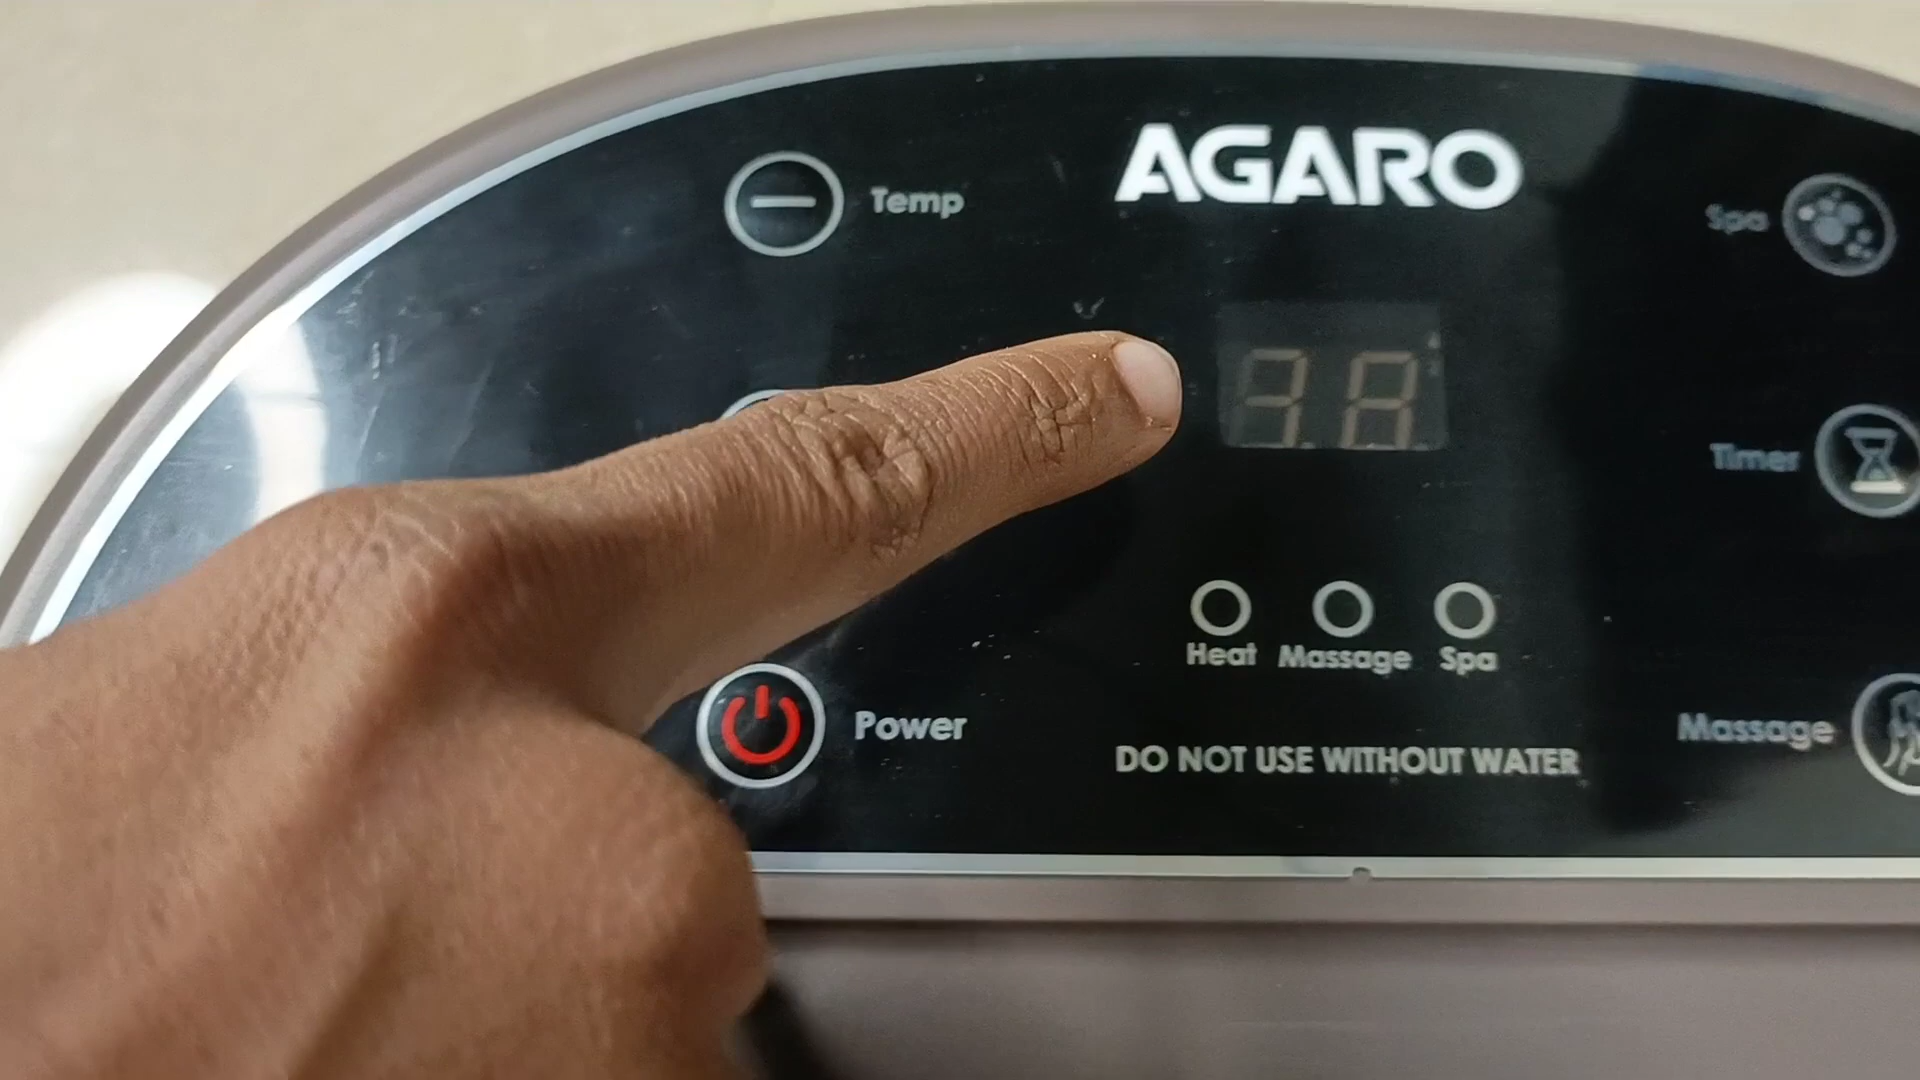 AGARO
Temp
Spa
Timer
Heat Massage Spa
Power
Massage
DO NOT USE WITHOUT WATER